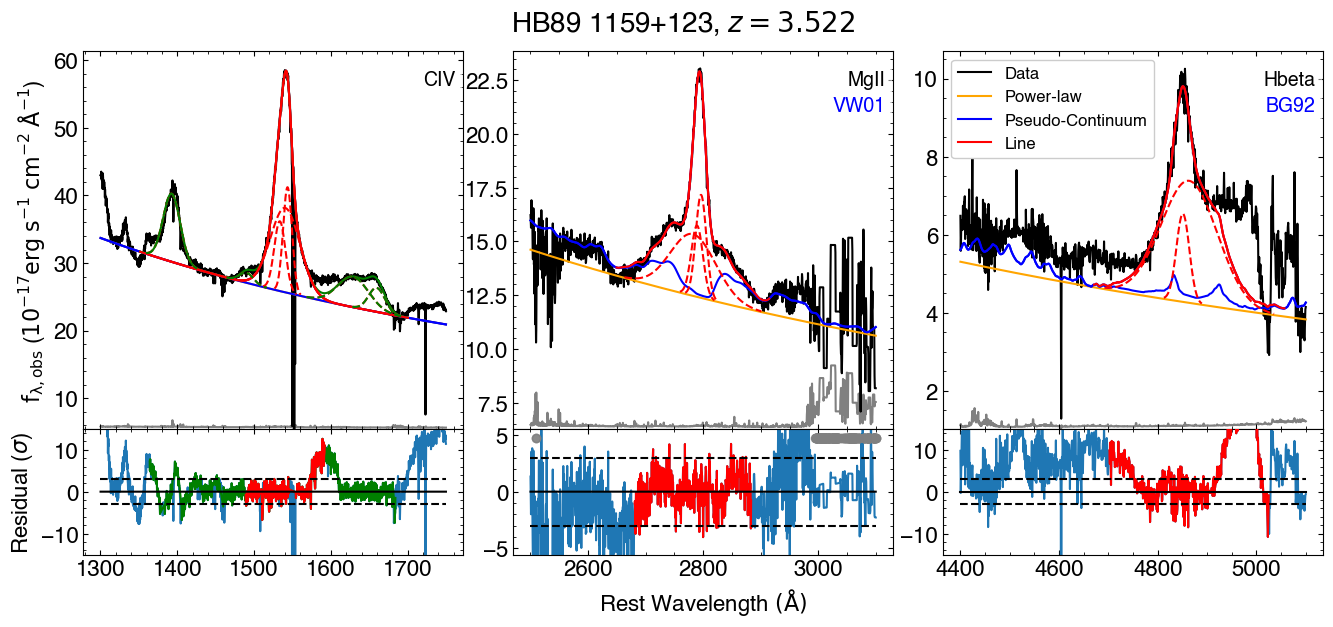 HB89 1159+123, z = 3.522
f_λ,obs (10^−17 erg s^−1 cm^−2 Å^−1)
60
50
40
30
20
10
CIV
22.5
20.0
17.5
15.0
12.5
10.0
7.5
MgII
VW01
10
8
6
4
2
Data
Power-law
Pseudo-Continuum
Line
Hbeta
BG92
Residual (σ)
10
0
−10
5
0
−5
10
0
−10
1300 1400 1500 1600 1700
2600 2800 3000
4400 4600 4800 5000
Rest Wavelength (Å)